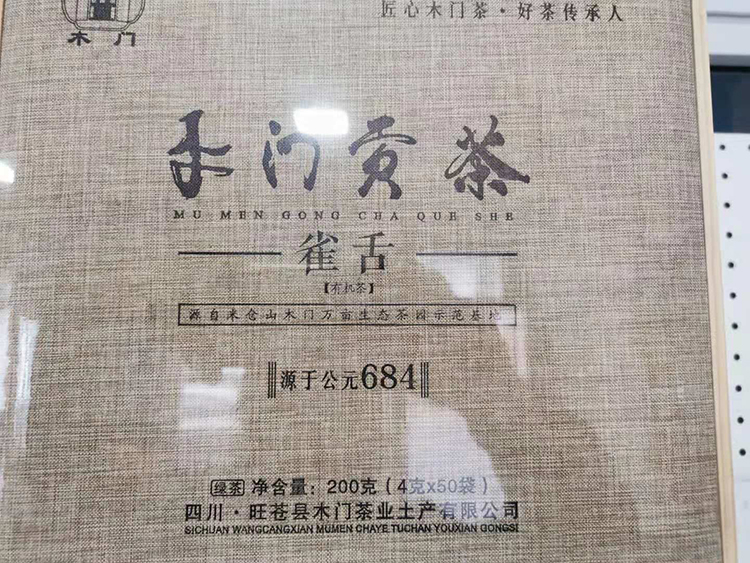 匠心木门茶·好茶传承人
木门
木门贡茶
MU MEN GONG CHA QUE SHE
雀舌
【有机茶】
源自米仓山木门万亩生态茶园示范基地
源于公元684
绿茶 净含量：200克（4克x50袋）
四川·旺苍县木门茶业土产有限公司
SICHUAN WANGCANGXIAN MUMEN CHAYE TUCHAN YOUXIAN GONGSI